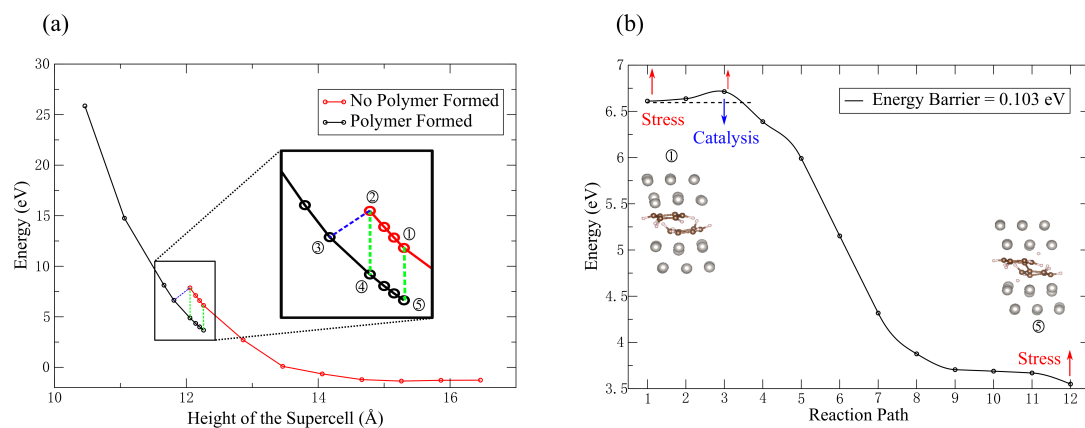 (a)
30
25
20
15
10
5
0
Energy (eV)
10
12
14
16
Height of the Supercell (Å)
No Polymer Formed
Polymer Formed
②
①
③
④
⑤
(b)
7
6.5
6
5.5
5
4.5
4
3.5
Energy (eV)
1 2 3 4 5 6 7 8 9 10 11 12
Reaction Path
Energy Barrier = 0.103 eV
Stress
Catalysis
①
⑤
Stress